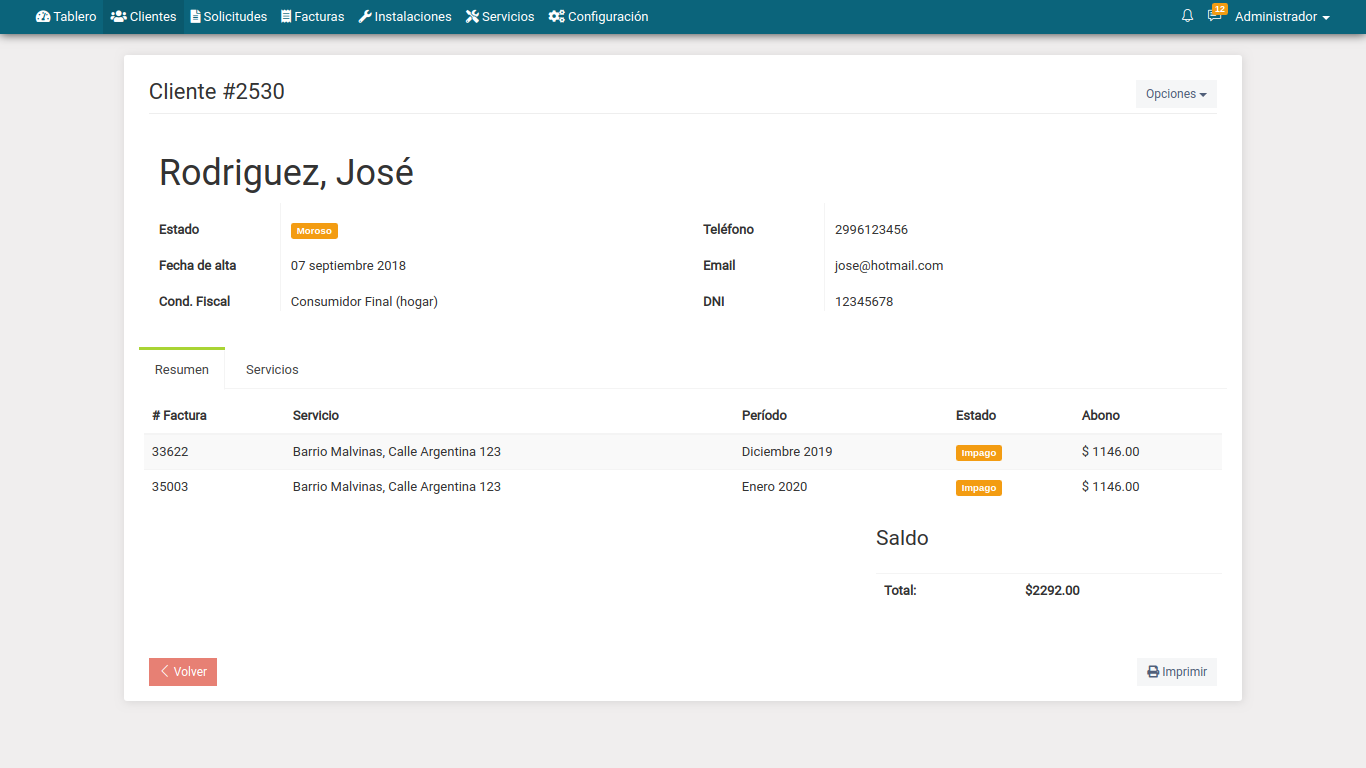 Tablero Clientes Solicitudes Facturas Instalaciones Servicios Configuración 12 Administrador
Cliente #2530 Opciones
Rodriguez, José
Estado Moroso Teléfono 2996123456
Fecha de alta 07 septiembre 2018 Email jose@hotmail.com
Cond. Fiscal Consumidor Final (hogar) DNI 12345678
Resumen Servicios
# Factura Servicio Período Estado Abono
33622 Barrio Malvinas, Calle Argentina 123 Diciembre 2019 Impago $ 1146.00
35003 Barrio Malvinas, Calle Argentina 123 Enero 2020 Impago $ 1146.00
Saldo
Total: $2292.00
Volver Imprimir